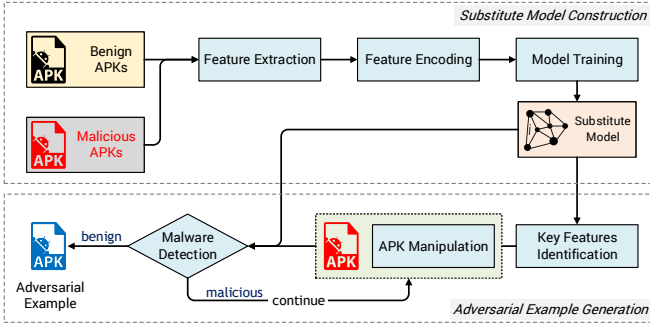 Substitute Model Construction
APK
Benign
APKs
Feature Extraction
Feature Encoding
Model Training
APK
Malicious
APKs
i
Substitute
Model
APK
Adversarial
Example
benign
Malware
Detection
APK
APK Manipulation
Key Features
Identification
malicious
continue
Adversarial Example Generation